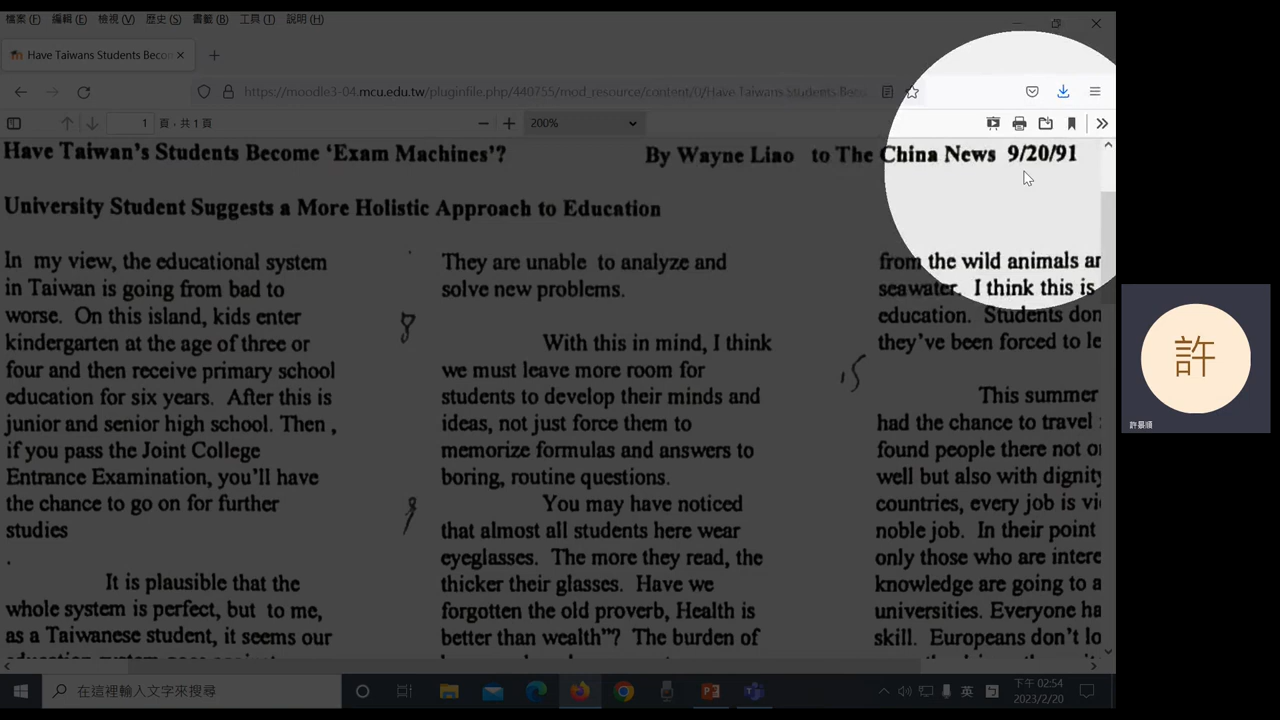 檔案(F) 編輯(E) 檢視(V) 歷史(S) 書籤(B) 工具(T) 說明(H)
Have Taiwans Students Becom
https://moodle3-04.mcu.edu.tw/pluginfile.php/440755/mod_resource/content/0/Have Taiwans Students Beco
1 頁，共 1 頁 200%
Have Taiwan's Students Become 'Exam Machines'? By Wayne Liao to The China News 9/20/91
University Student Suggests a More Holistic Approach to Education
In my view, the educational system
in Taiwan is going from bad to
worse. On this island, kids enter
kindergarten at the age of three or
four and then receive primary school
education for six years. After this is
junior and senior high school. Then ,
if you pass the Joint College
Entrance Examination, you'll have
the chance to go on for further
studies
.
It is plausible that the
whole system is perfect, but to me,
as a Taiwanese student, it seems our
8
9
They are unable to analyze and
solve new problems.
With this in mind, I think
we must leave more room for
students to develop their minds and
ideas, not just force them to
memorize formulas and answers to
boring, routine questions.
You may have noticed
that almost all students here wear
eyeglasses. The more they read, the
thicker their glasses. Have we
forgotten the old proverb, Health is
better than wealth"? The burden of
15
from the wild animals an
seawater. I think this is
education. Students don
they've been forced to le
This summer
had the chance to travel
found people there not or
well but also with dignity
countries, every job is vi
noble job. In their point
only those who are intere
knowledge are going to a
universities. Everyone ha
skill. Europeans don't lo
許
許景順
在這裡輸入文字來搜尋
英
下午 02:54
2023/2/20